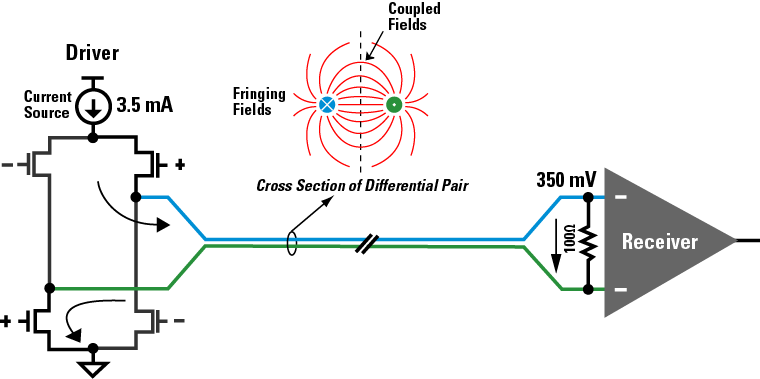 Coupled
Fields
Driver
Fringing
Fields
Current
Source
3.5 mA
−
+
Cross Section of Differential Pair
350 mV
−
100Ω
Receiver
−
+
−